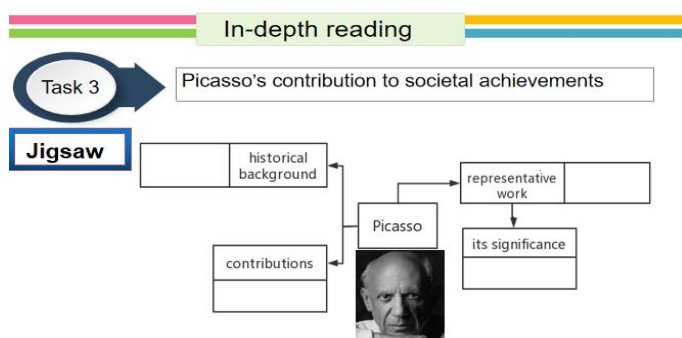 In-depth reading
Task 3
Picasso's contribution to societal achievements
Jigsaw
historical
background
representative
work
Picasso
its significance
contributions